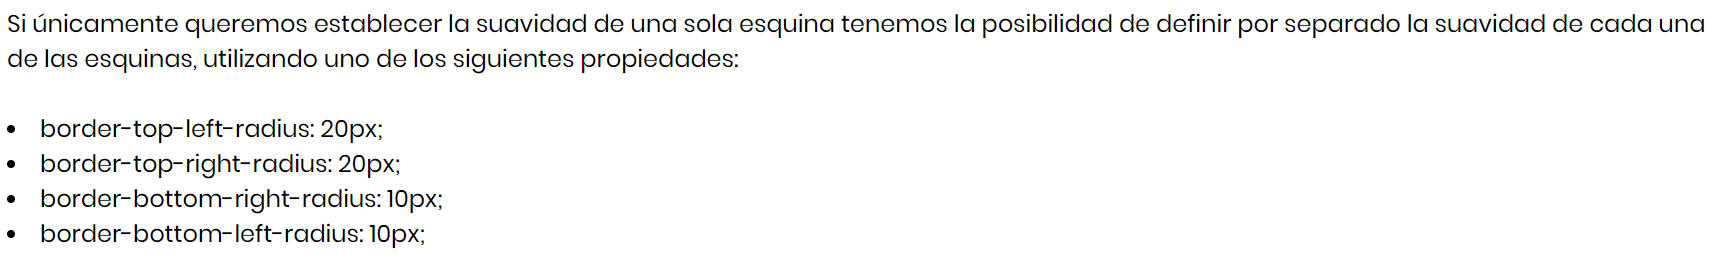 Si únicamente queremos establecer la suavidad de una sola esquina tenemos la posibilidad de definir por separado la suavidad de cada una
de las esquinas, utilizando uno de los siguientes propiedades:
• border-top-left-radius: 20px;
• border-top-right-radius: 20px;
• border-bottom-right-radius: 10px;
• border-bottom-left-radius: 10px;